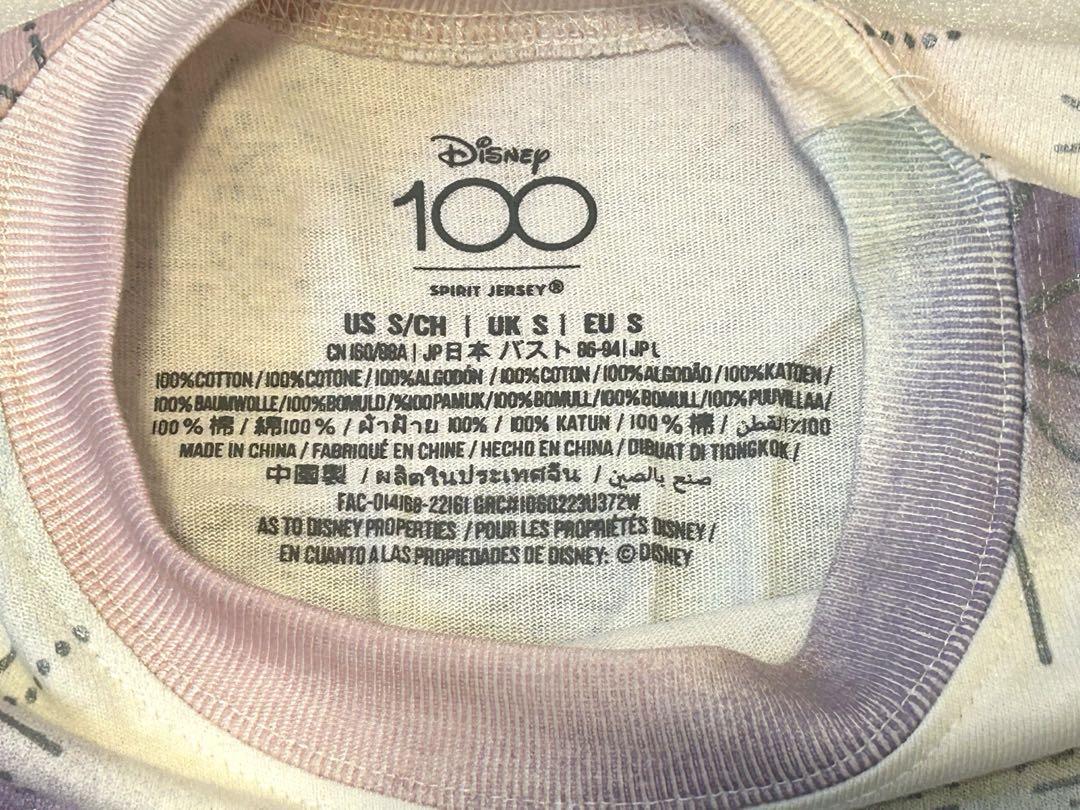 Disney
100
SPIRIT JERSEY®
US S/CH | UK S | EU S
CN 160/88A | JP日本 バスト 86-94 | JP L
100% COTTON / 100% COTONE / 100% ALGODÓN / 100% COTON / 100% ALGODÃO / 100% KATOEN /
100% BAUMWOLLE / 100% BOMULD / %100 PAMUK / 100% BOMULL / 100% BOMULL / 100% PUUVILLAA /
100% 棉 / 綿100% / ผ้าฝ้าย 100% / 100% KATUN / 100% 棉 / القطن ٪100
MADE IN CHINA / FABRIQUÉ EN CHINE / HECHO EN CHINA / DIBUAT DI TIONGKOK /
中國製 / ผลิตในประเทศจีน / صنع بالصين
FAC-014168-22161 GRC#1060223U372W
AS TO DISNEY PROPERTIES / POUR LES PROPRIÉTÉS DISNEY /
EN CUANTO A LAS PROPIEDADES DE DISNEY: © DISNEY